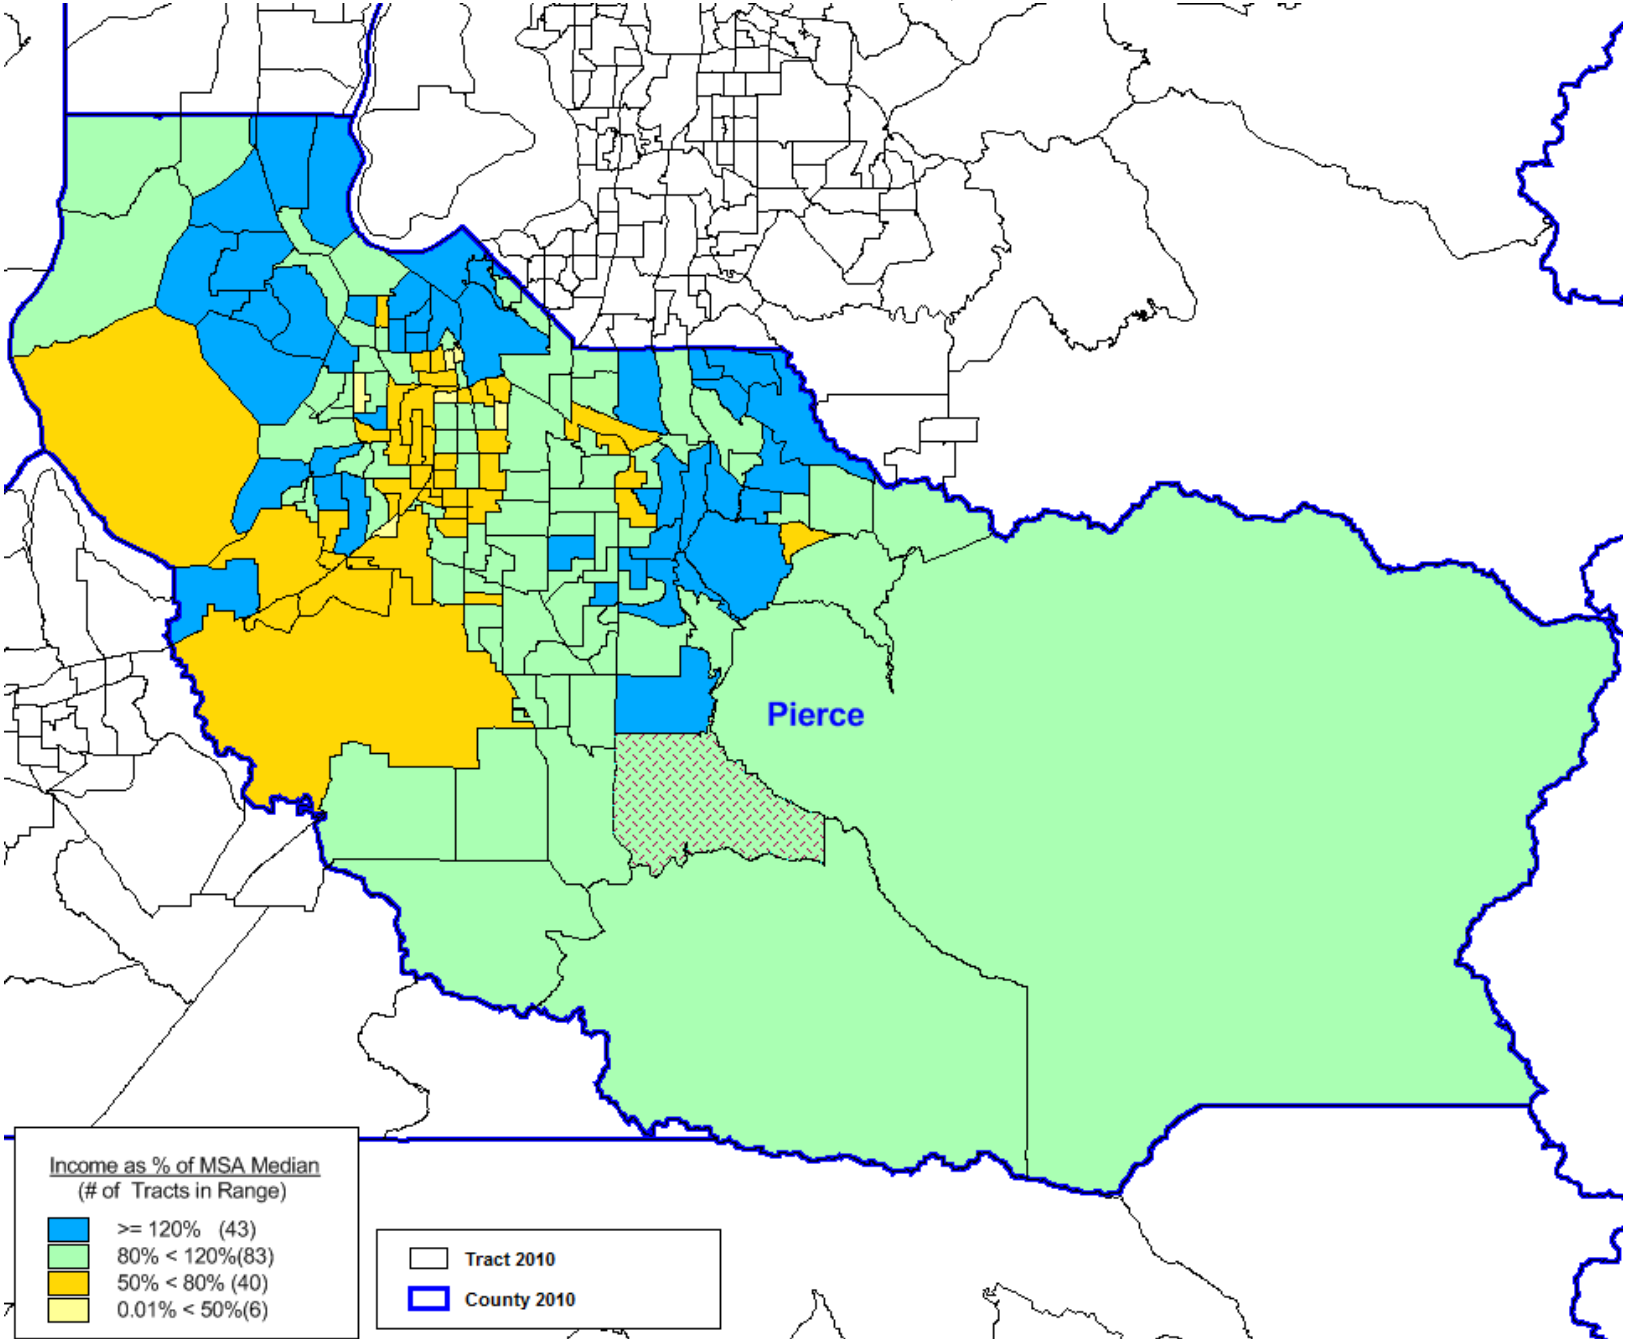 Pierce
Income as % of MSA Median
(# of Tracts in Range)
>= 120% (43)
80% < 120%(83)
50% < 80% (40)
0.01% < 50%(6)
Tract 2010
County 2010